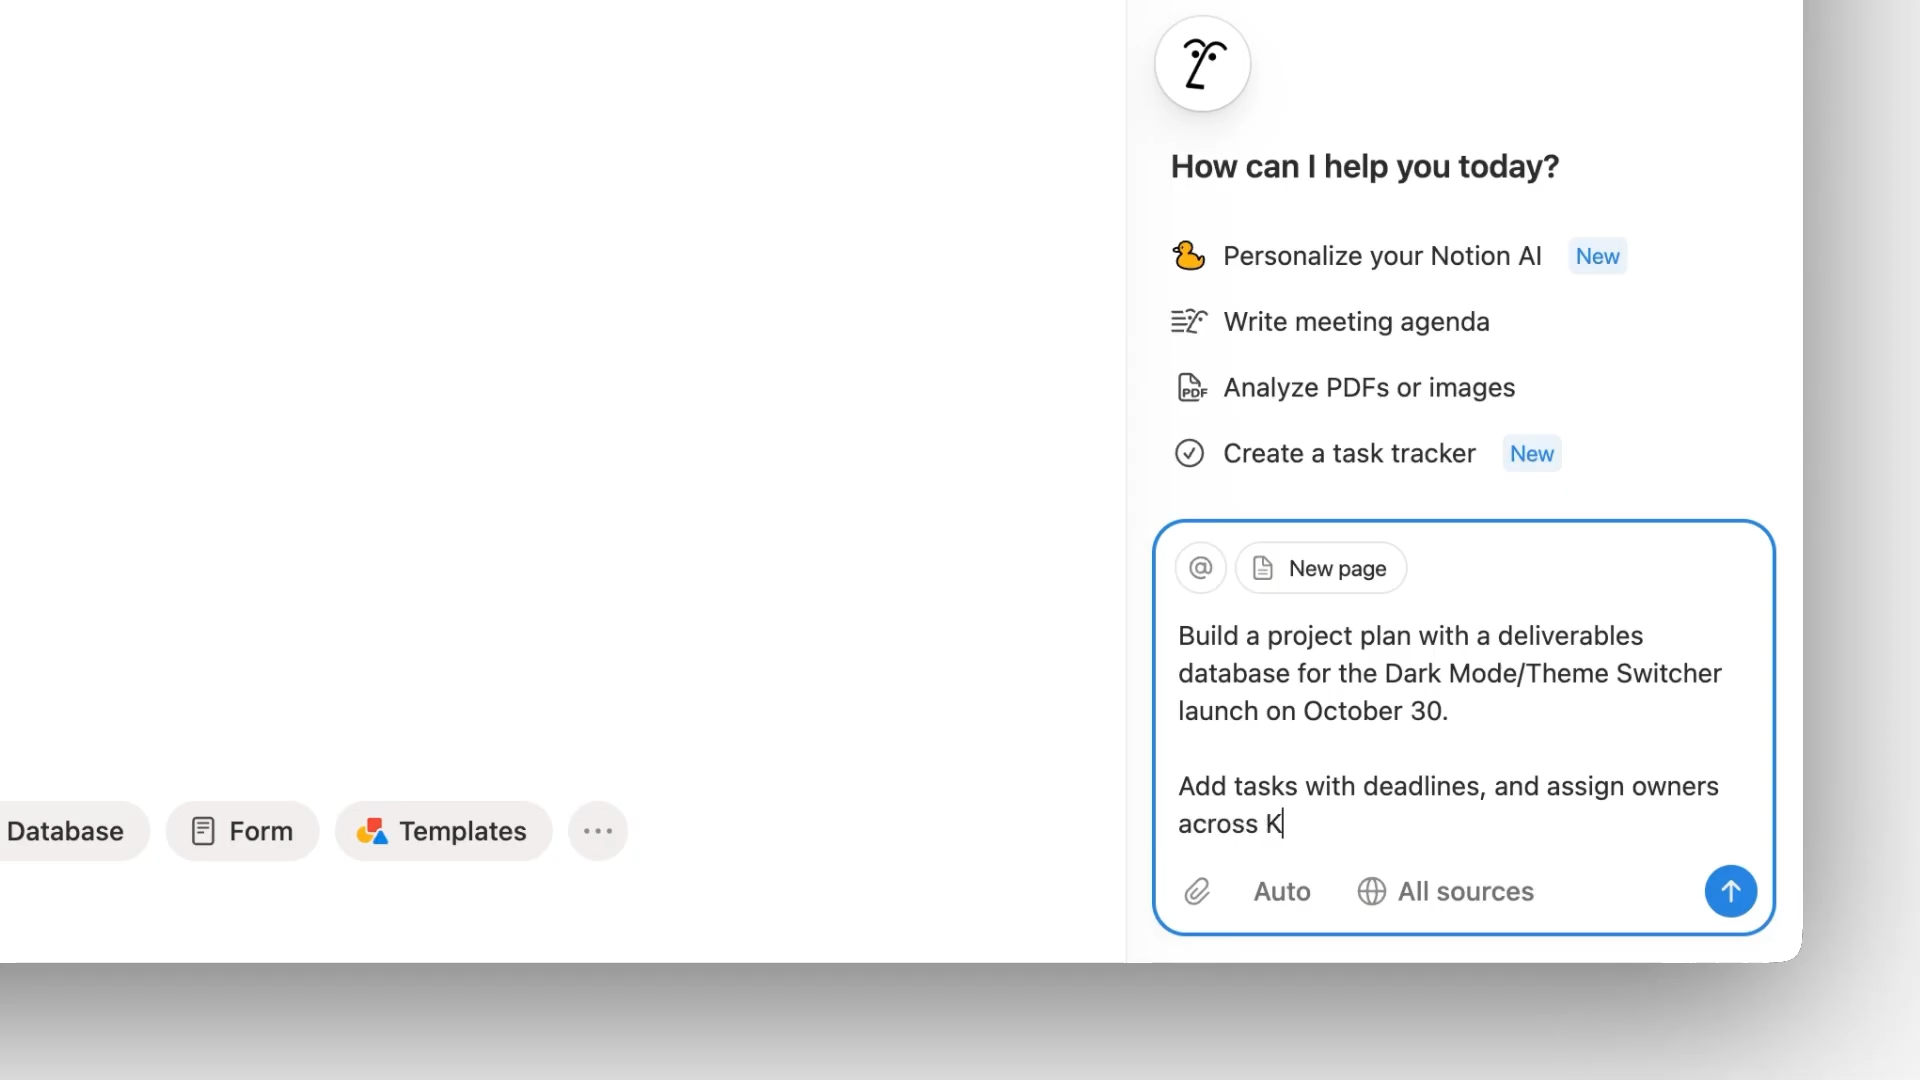 How can I help you today?
Personalize your Notion AI New
Write meeting agenda
PDF Analyze PDFs or images
Create a task tracker New
@ New page
Build a project plan with a deliverables
database for the Dark Mode/Theme Switcher
launch on October 30.
Add tasks with deadlines, and assign owners
across K
Auto All sources
Database Form Templates ...